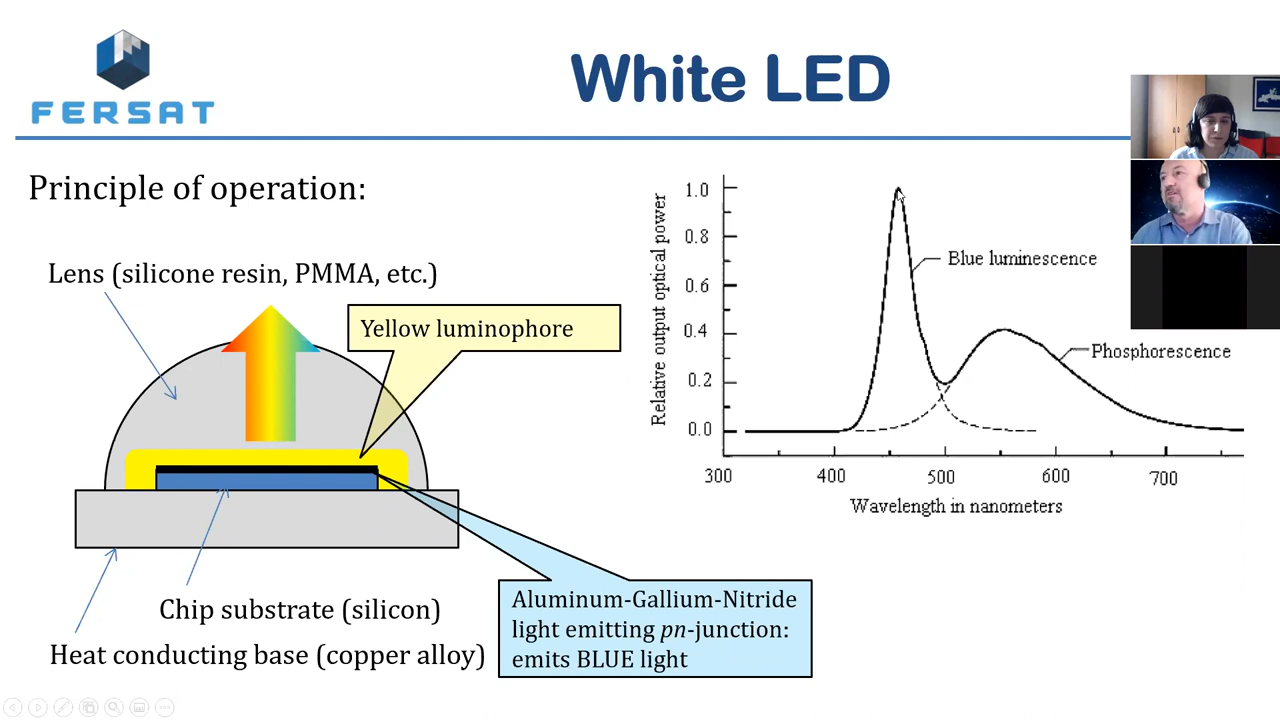 FERSAT
White LED
Principle of operation:
Lens (silicone resin, PMMA, etc.)
Yellow luminophore
Chip substrate (silicon)
Heat conducting base (copper alloy)
Aluminum-Gallium-Nitride
light emitting pn-junction:
emits BLUE light
Relative output optical power
1.0
0.8
0.6
0.4
0.2
0.0
Blue luminescence
Phosphorescence
300 400 500 600 700
Wavelength in nanometers